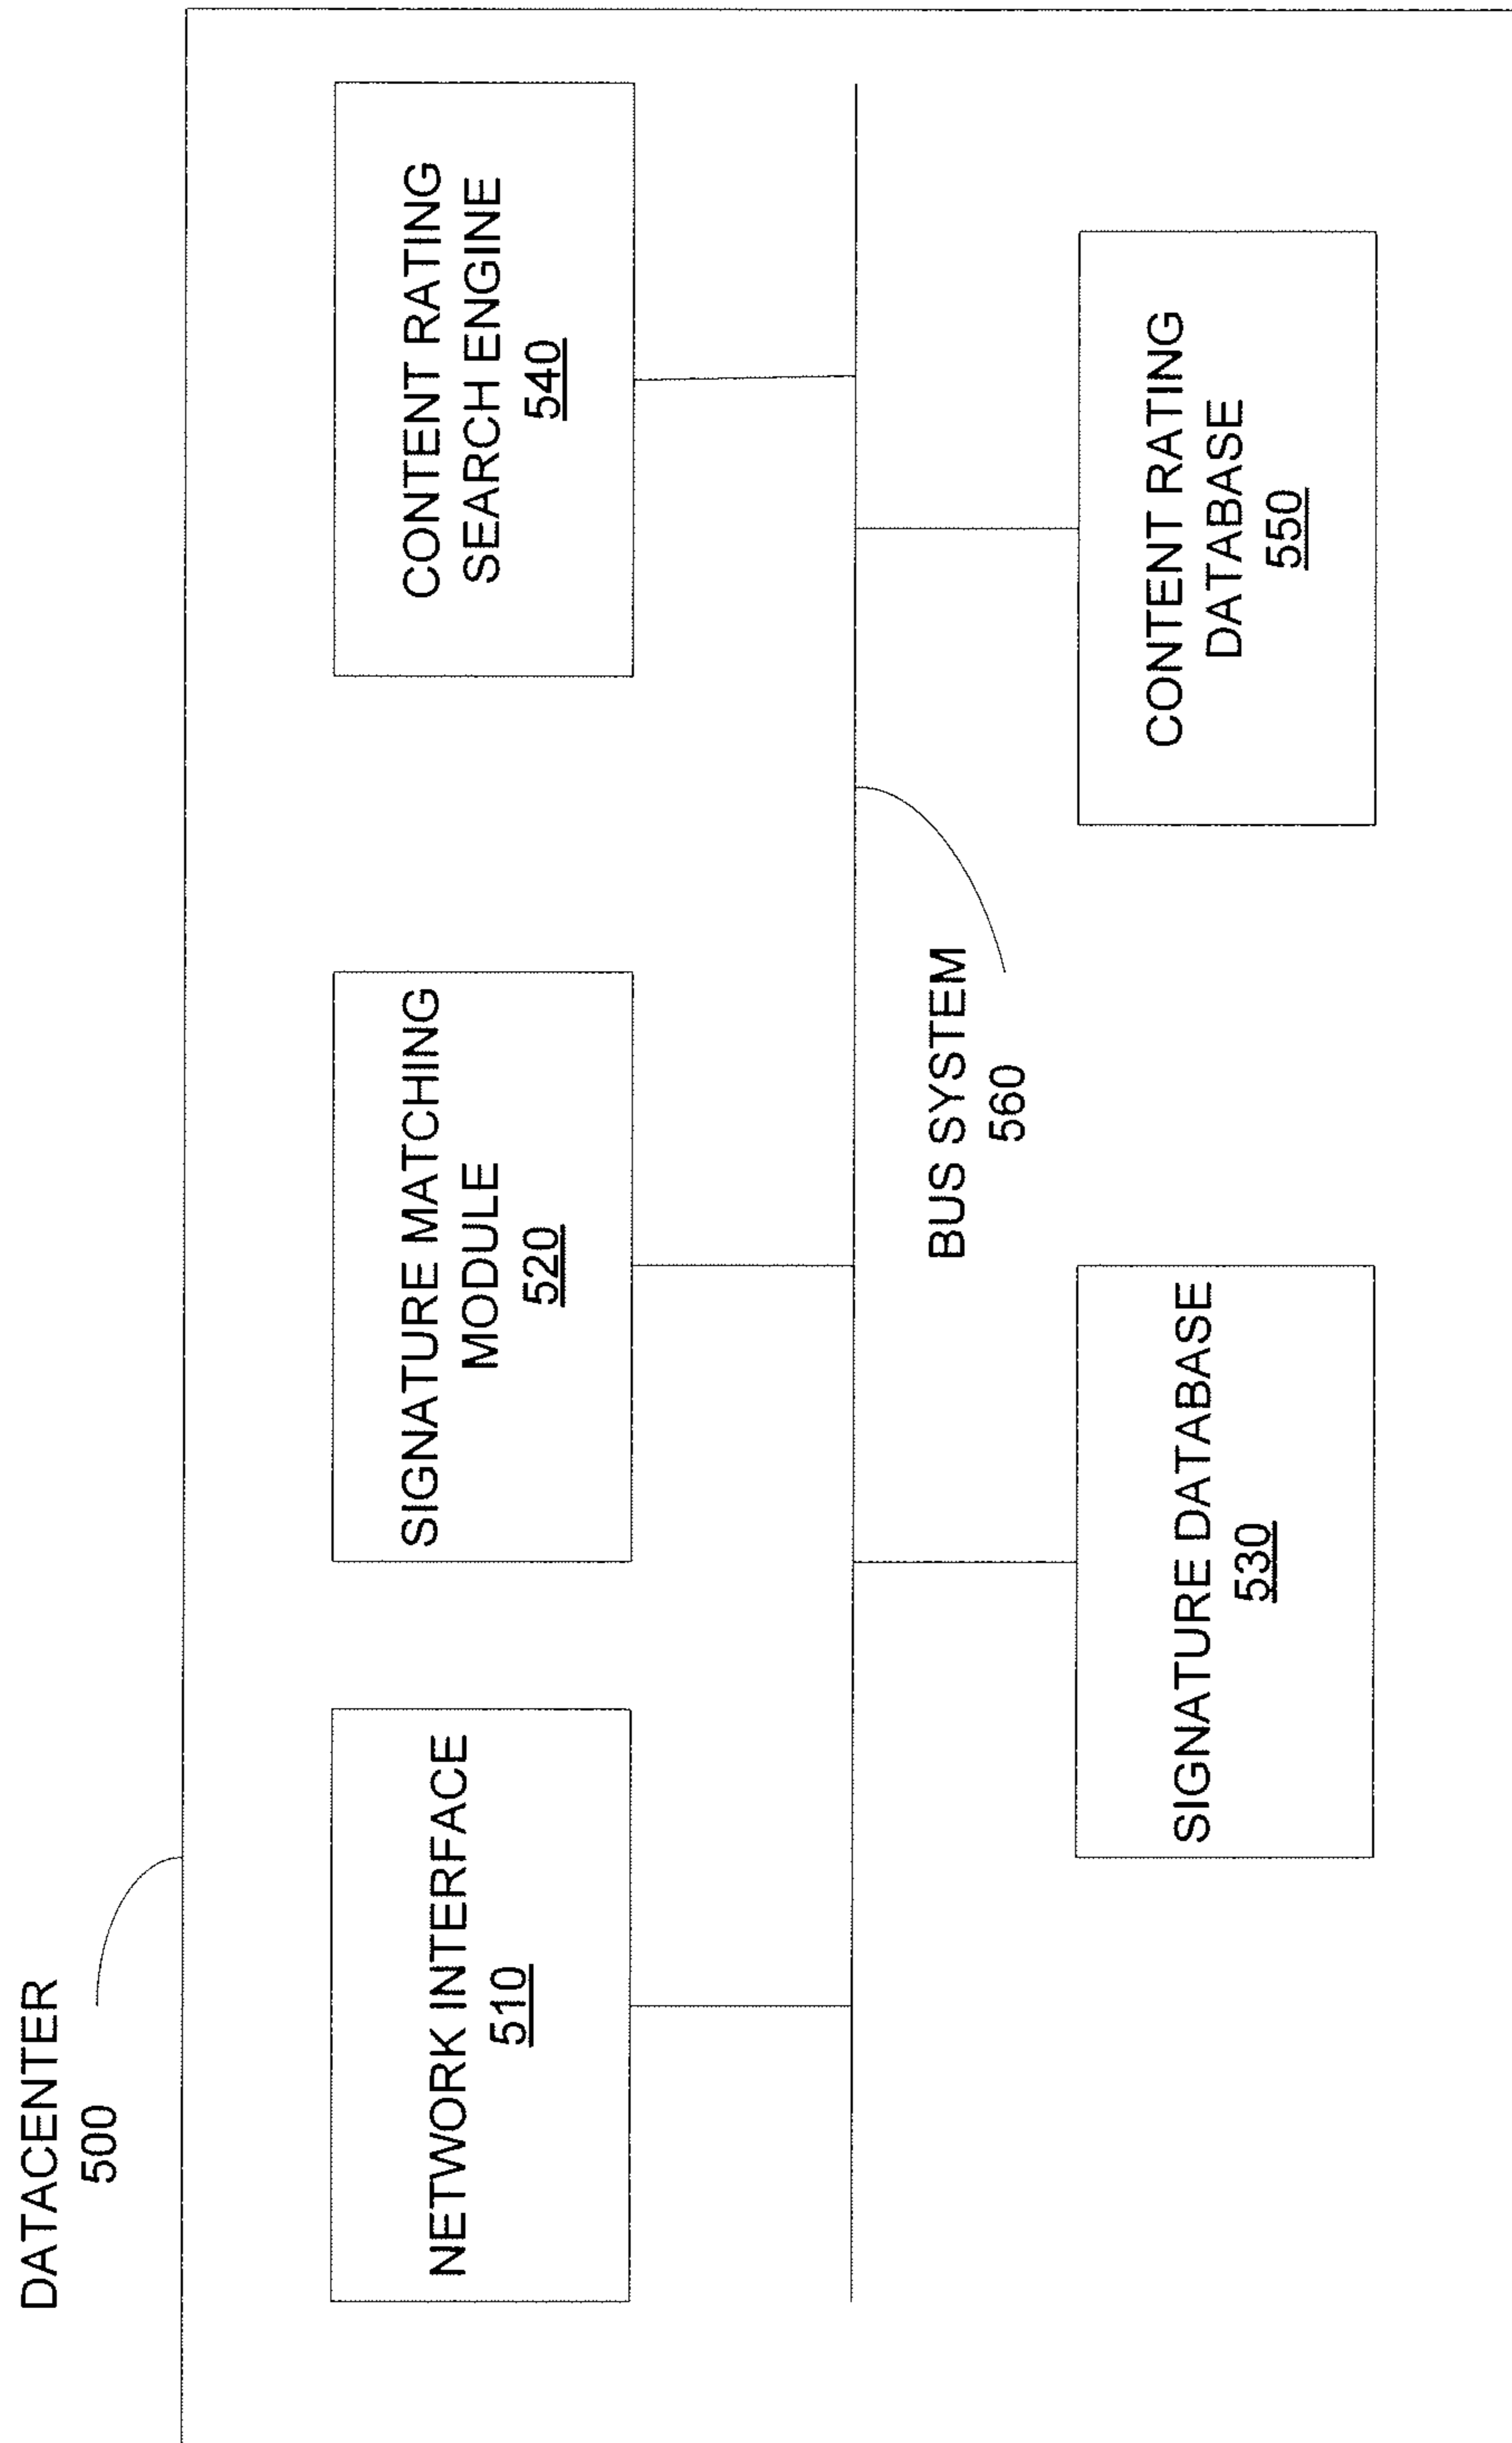 DATACENTER
500
NETWORK INTERFACE
510
SIGNATURE MATCHING
MODULE
520
CONTENT RATING
SEARCH ENGINE
540
BUS SYSTEM
560
SIGNATURE DATABASE
530
CONTENT RATING
DATABASE
550